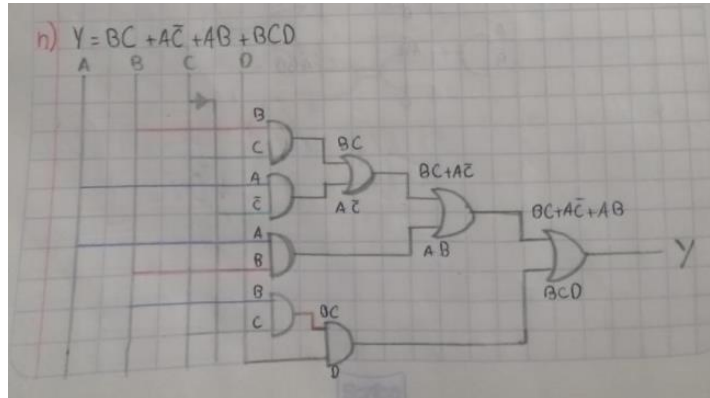 n) Y = BC + AC̅ + AB + BCD
A B C D
B
C
BC
A
C̅
AC̅
BC+AC̅
A
B
AB
BC+AC̅+AB
Y
B
C
BC
D
BCD